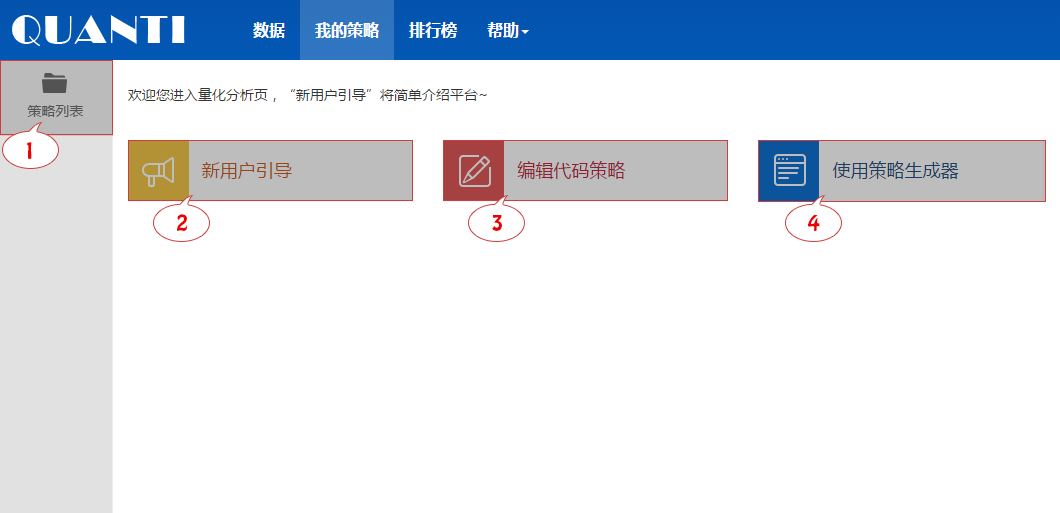 QUANTI 数据 我的策略 排行榜 帮助
策略列表
欢迎您进入量化分析页，“新用户引导”将简单介绍平台~
1
新用户引导 编辑代码策略 使用策略生成器
2 3 4